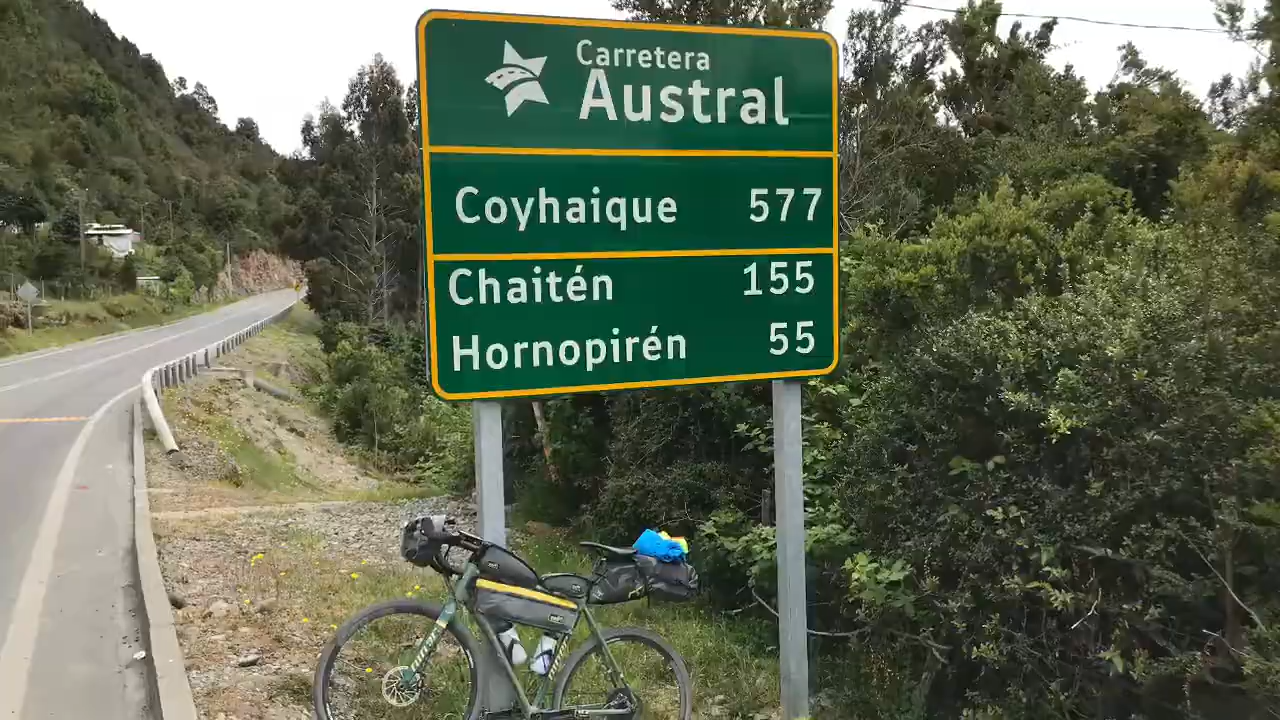 Carretera
Austral
Coyhaique 577
Chaitén 155
Hornopirén 55